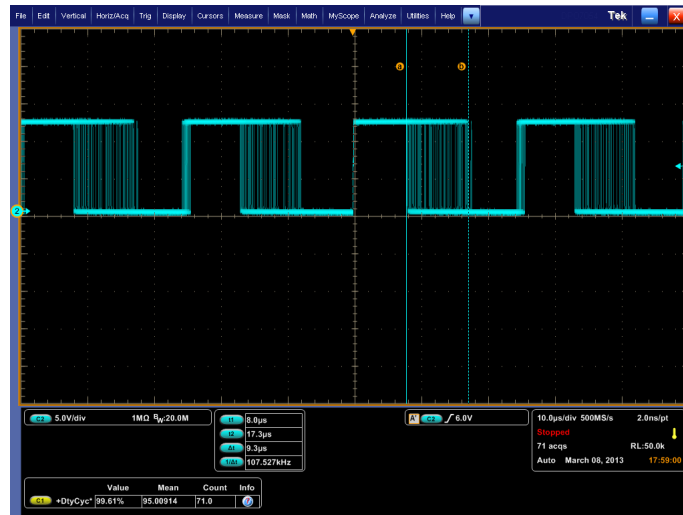 File Edit Vertical Horiz/Acq Trig Display Cursors Measure Mask Math MyScope Analyze Utilities Help Tek X
a b
2
C2 5.0V/div 1MΩ BW:20.0M
t1 8.0µs
t2 17.3µs
Δt 9.3µs
1/Δt 107.527kHz
A' C2 6.0V
10.0µs/div 500MS/s 2.0ns/pt
Stopped
71 acqs RL:50.0k
Auto March 08, 2013 17:59:00
Value Mean Count Info
C1 +DtyCyc* 99.61% 95.00914 71.0